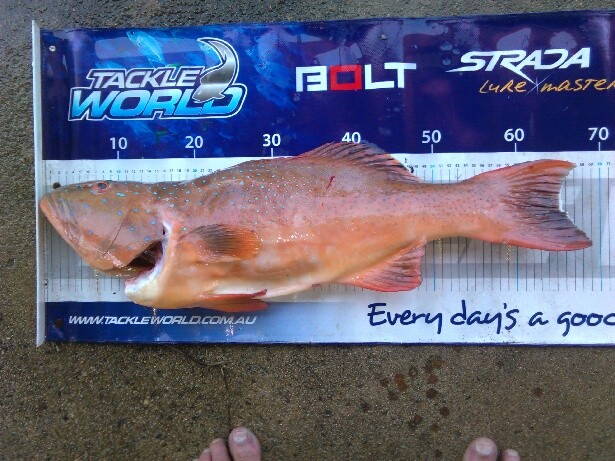 TACKLE WORLD
BOLT
STRADA
LURE MASTER
10 20 30 40 50 60 70
WWW.TACKLEWORLD.COM.AU
Every day's a good